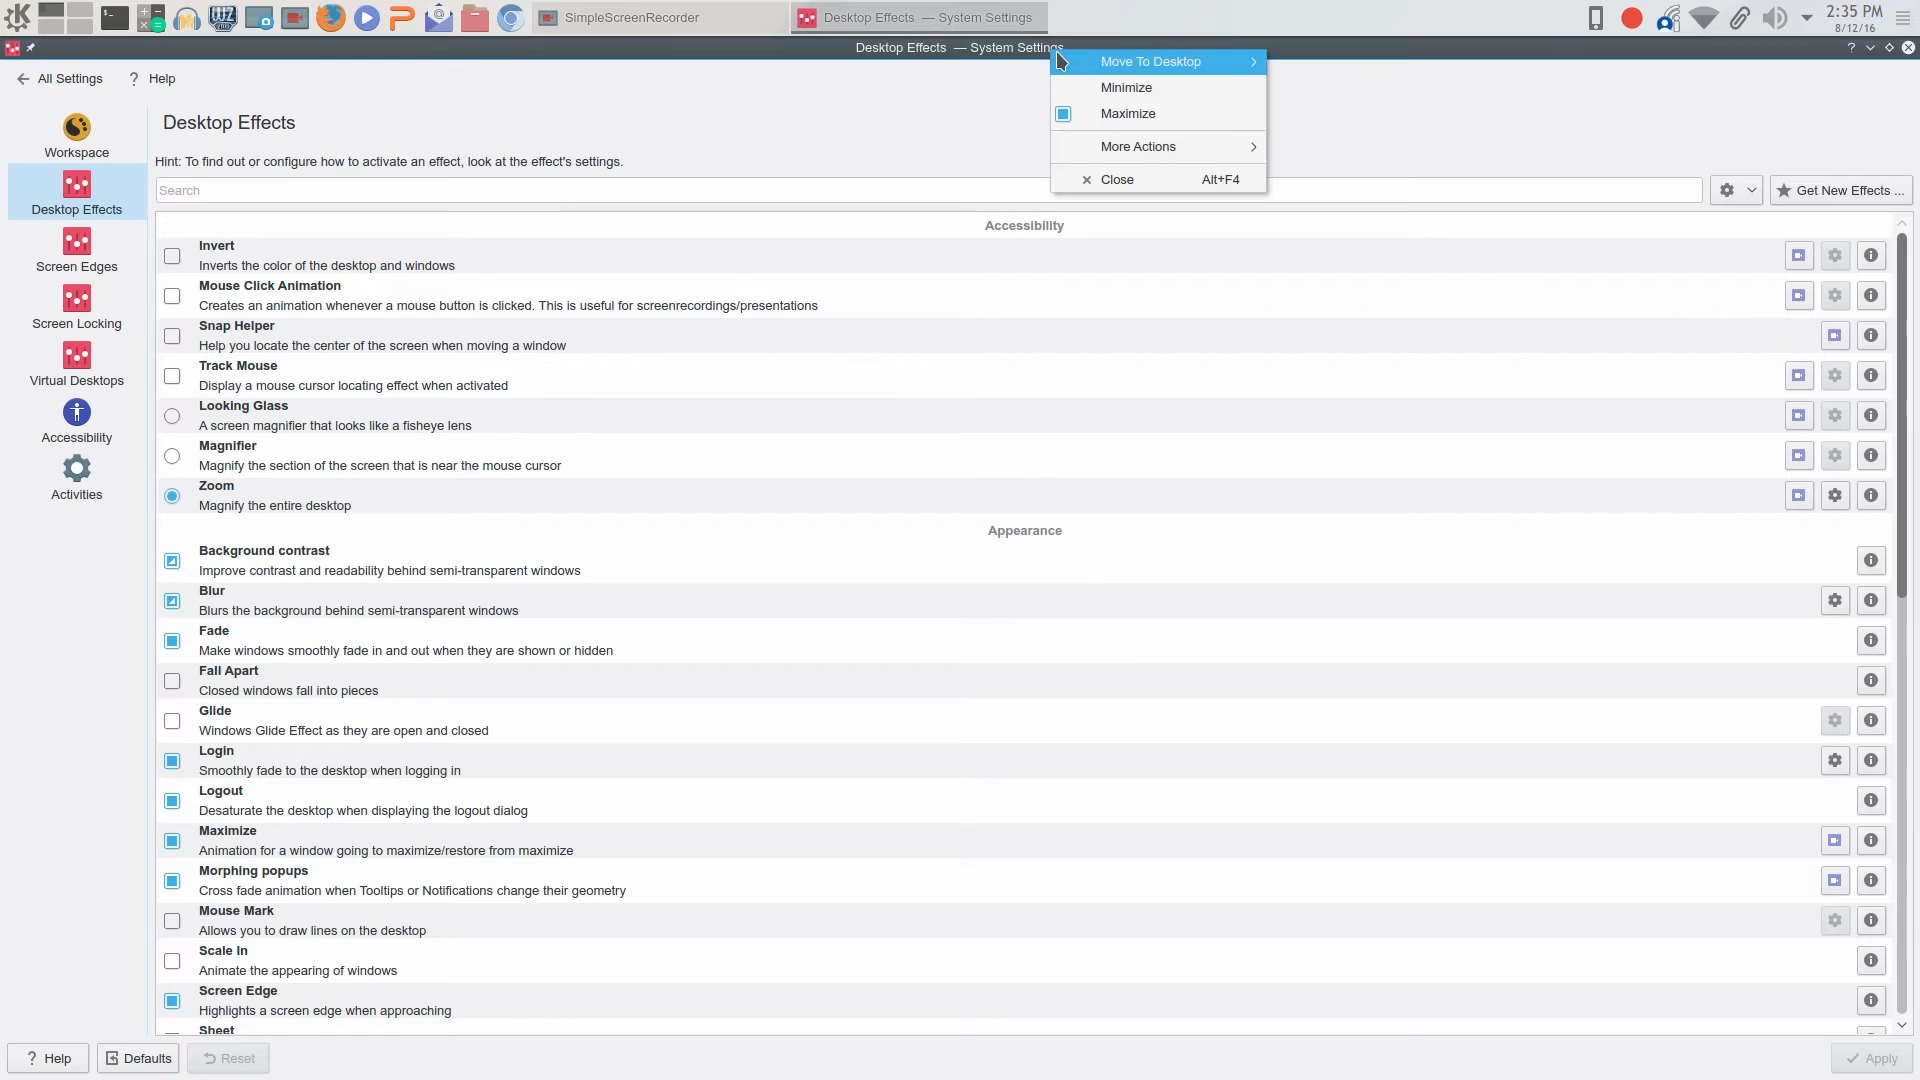 SimpleScreenRecorder
Desktop Effects — System Settings
2:35 PM
8/12/16
Desktop Effects — System Settings
All Settings
? Help
Move To Desktop
Minimize
Maximize
More Actions
Close Alt+F4
Workspace
Desktop Effects
Screen Edges
Screen Locking
Virtual Desktops
Accessibility
Activities
Desktop Effects
Hint: To find out or configure how to activate an effect, look at the effect's settings.
Search
Get New Effects ...
Accessibility
Invert
Inverts the color of the desktop and windows
Mouse Click Animation
Creates an animation whenever a mouse button is clicked. This is useful for screenrecordings/presentations
Snap Helper
Help you locate the center of the screen when moving a window
Track Mouse
Display a mouse cursor locating effect when activated
Looking Glass
A screen magnifier that looks like a fisheye lens
Magnifier
Magnify the section of the screen that is near the mouse cursor
Zoom
Magnify the entire desktop
Appearance
Background contrast
Improve contrast and readability behind semi-transparent windows
Blur
Blurs the background behind semi-transparent windows
Fade
Make windows smoothly fade in and out when they are shown or hidden
Fall Apart
Closed windows fall into pieces
Glide
Windows Glide Effect as they are open and closed
Login
Smoothly fade to the desktop when logging in
Logout
Desaturate the desktop when displaying the logout dialog
Maximize
Animation for a window going to maximize/restore from maximize
Morphing popups
Cross fade animation when Tooltips or Notifications change their geometry
Mouse Mark
Allows you to draw lines on the desktop
Scale In
Animate the appearing of windows
Screen Edge
Highlights a screen edge when approaching
Sheet
? Help
Defaults
Reset
Apply